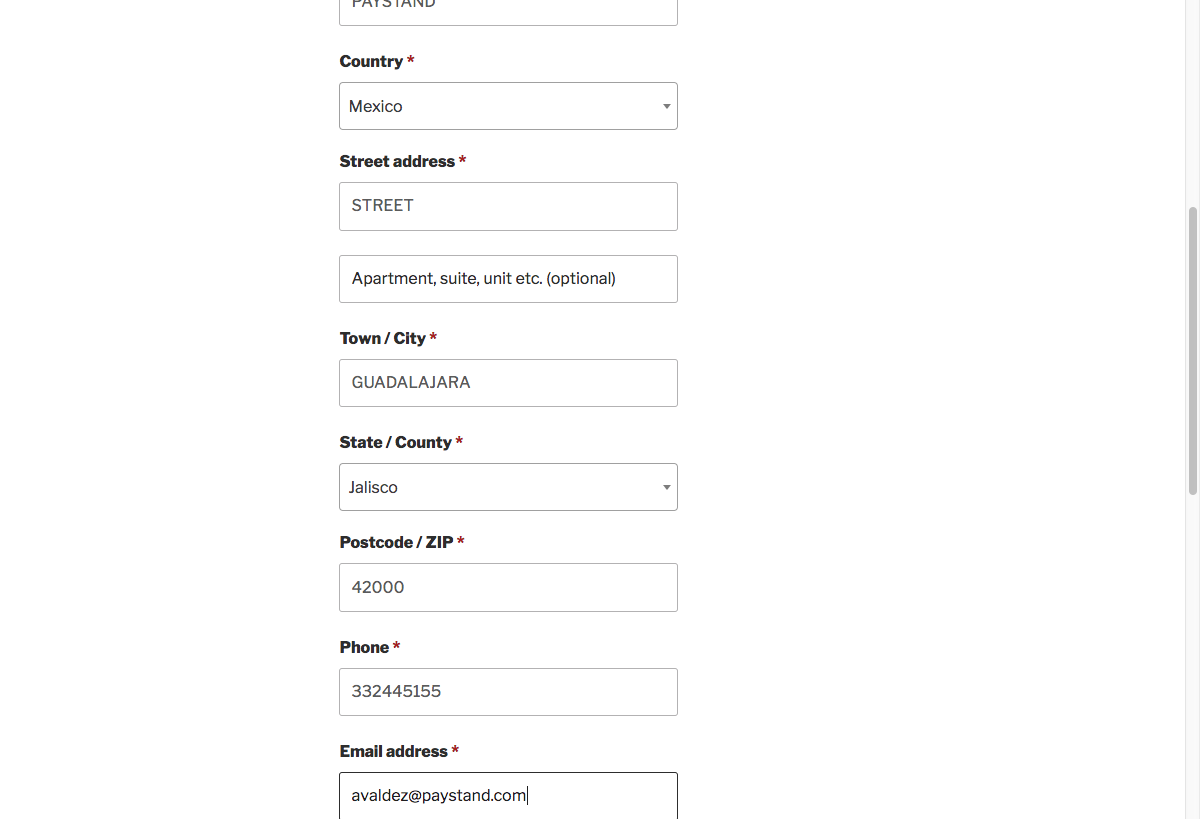 PAYSTAND
Country *
Mexico
Street address *
STREET
Apartment, suite, unit etc. (optional)
Town / City *
GUADALAJARA
State / County *
Jalisco
Postcode / ZIP *
42000
Phone *
332445155
Email address *
avaldez@paystand.com